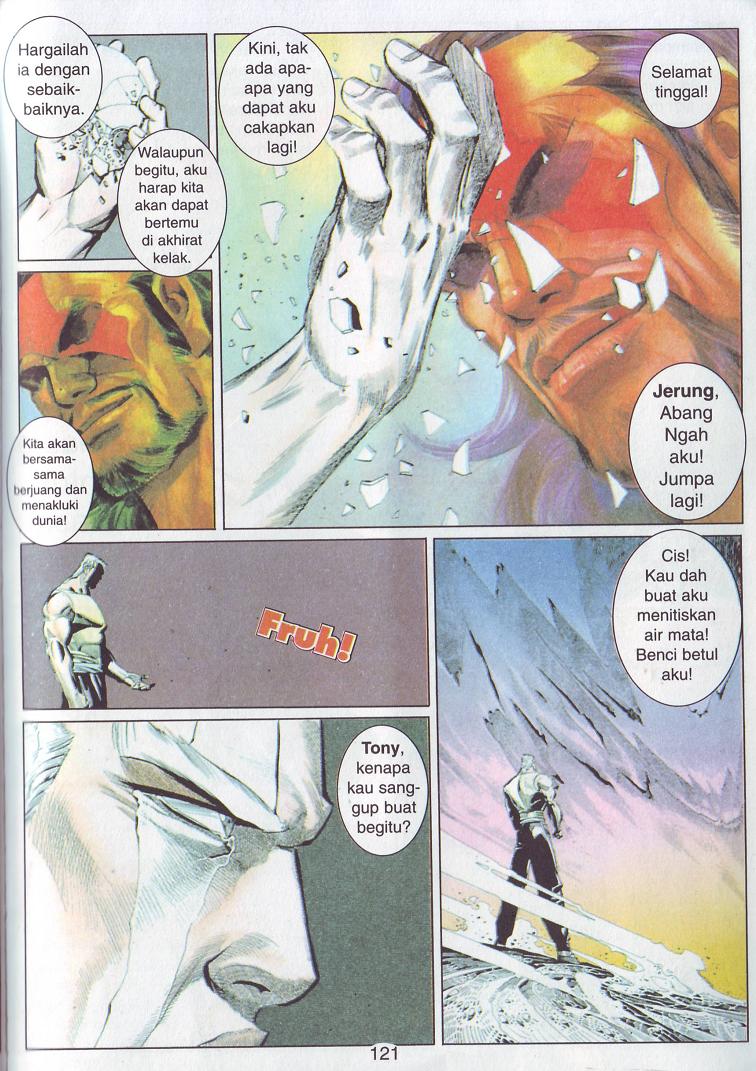 Hargailah
ia dengan
sebaik-
baiknya.
Walaupun
begitu, aku
harap kita
akan dapat
bertemu
di akhirat
kelak.
Kita akan
bersama-
sama
berjuang dan
menakluki
dunia!
Kini, tak
ada apa-
apa yang
dapat aku
cakapkan
lagi!
Selamat
tinggal!
Jerung,
Abang
Ngah
aku!
Jumpa
lagi!
Fruh!
Tony,
kenapa
kau sang-
gup buat
begitu?
Cis!
Kau dah
buat aku
menitiskan
air mata!
Benci betul
aku!
121